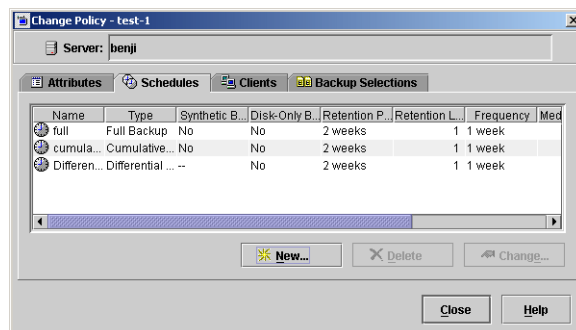 Change Policy - test-1
Server: benji
Attributes Schedules Clients Backup Selections
Name Type Synthetic B... Disk-Only B... Retention P... Retention L... Frequency Med
full Full Backup No No 2 weeks 1 1 week
cumula... Cumulative... No No 2 weeks 1 1 week
Differen... Differential ... -- No 2 weeks 1 1 week
New... Delete Change...
Close Help